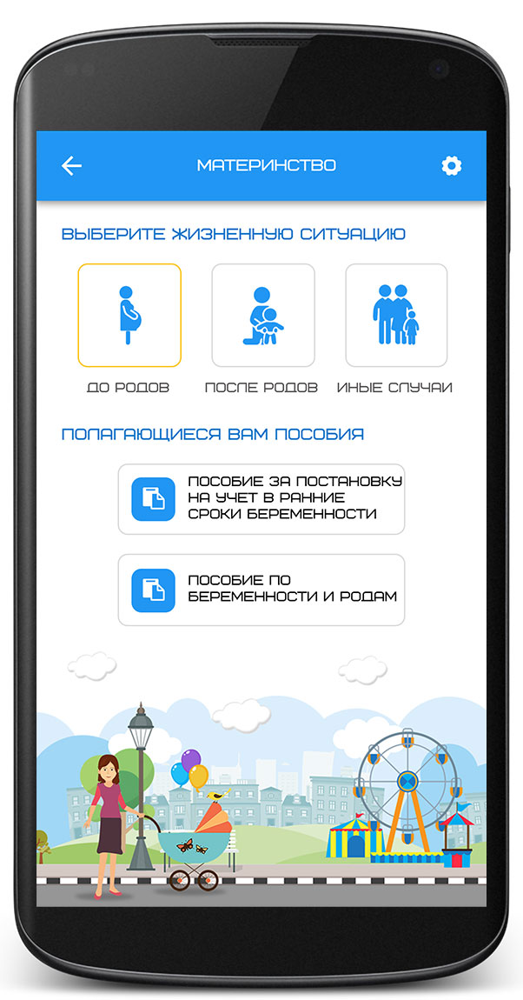 МАТЕРИНСТВО
ВЫБЕРИТЕ ЖИЗНЕННУЮ СИТУАЦИЮ
ДО РОДОВ
ПОСЛЕ РОДОВ
ИНЫЕ СЛУЧАИ
ПОЛАГАЮЩИЕСЯ ВАМ ПОСОБИЯ
ПОСОБИЕ ЗА ПОСТАНОВКУ
НА УЧЕТ В РАННИЕ
СРОКИ БЕРЕМЕННОСТИ
ПОСОБИЕ ПО
БЕРЕМЕННОСТИ И РОДАМ